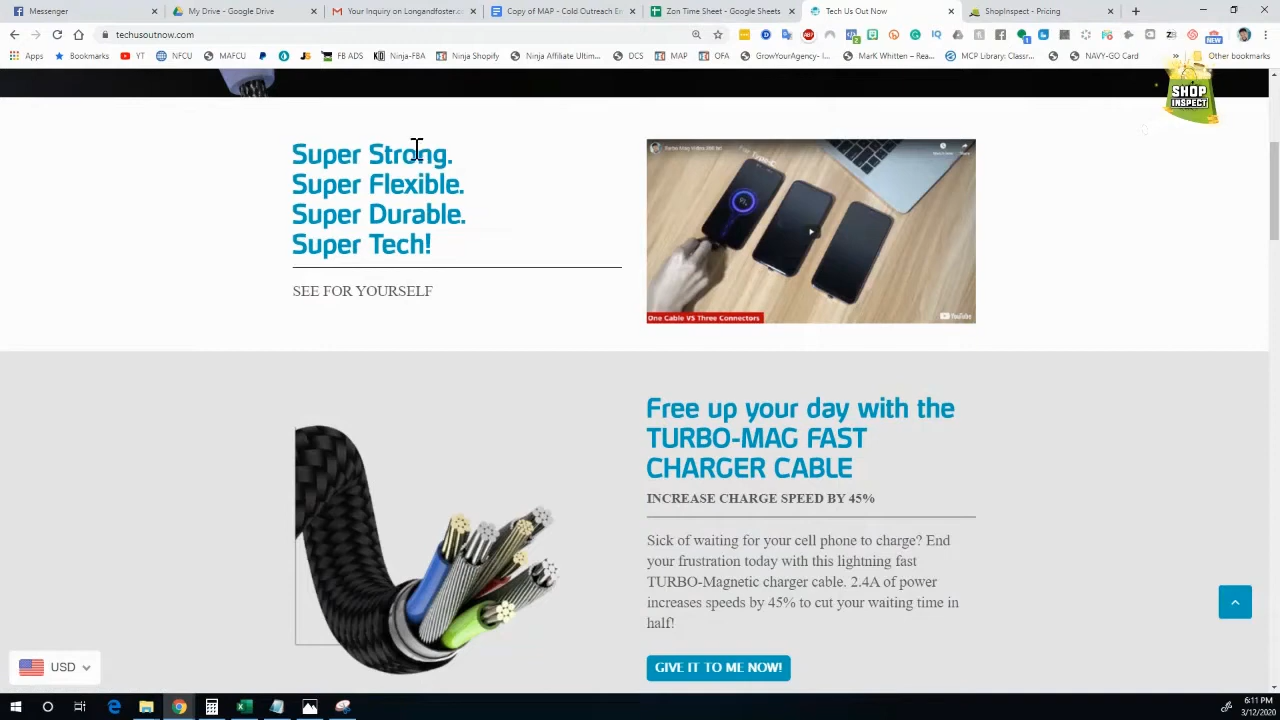 Messenger
My Drive - Google Drive
Your Inquiry on Longandfoster.c
Copy of MAP - Cold Outreach Em
Zon Time Sheet - Google Sheets
Tech Us Out Now
ShopInspect - Pricing
techusoutnow.com
NEW
Apps
Bookmarks
YT
NFCU
MAFCU
P
JS
FB ADS
Ninja-FBA
Ninja Shopify
Ninja Affiliate Ultim...
DCS
MAP
OFA
GrowYourAgency- I...
MarK Whitten – Rea...
MCP Library: Classr...
NAVY-GO Card
Other bookmarks
SHOP
INSPECT
Super Strong.
Super Flexible.
Super Durable.
Super Tech!
SEE FOR YOURSELF
One Cable VS Three Connectors
YouTube
Free up your day with the
TURBO-MAG FAST
CHARGER CABLE
INCREASE CHARGE SPEED BY 45%
Sick of waiting for your cell phone to charge? End
your frustration today with this lightning fast
TURBO-Magnetic charger cable. 2.4A of power
increases speeds by 45% to cut your waiting time in
half!
GIVE IT TO ME NOW!
USD
6:11 PM
3/12/2020